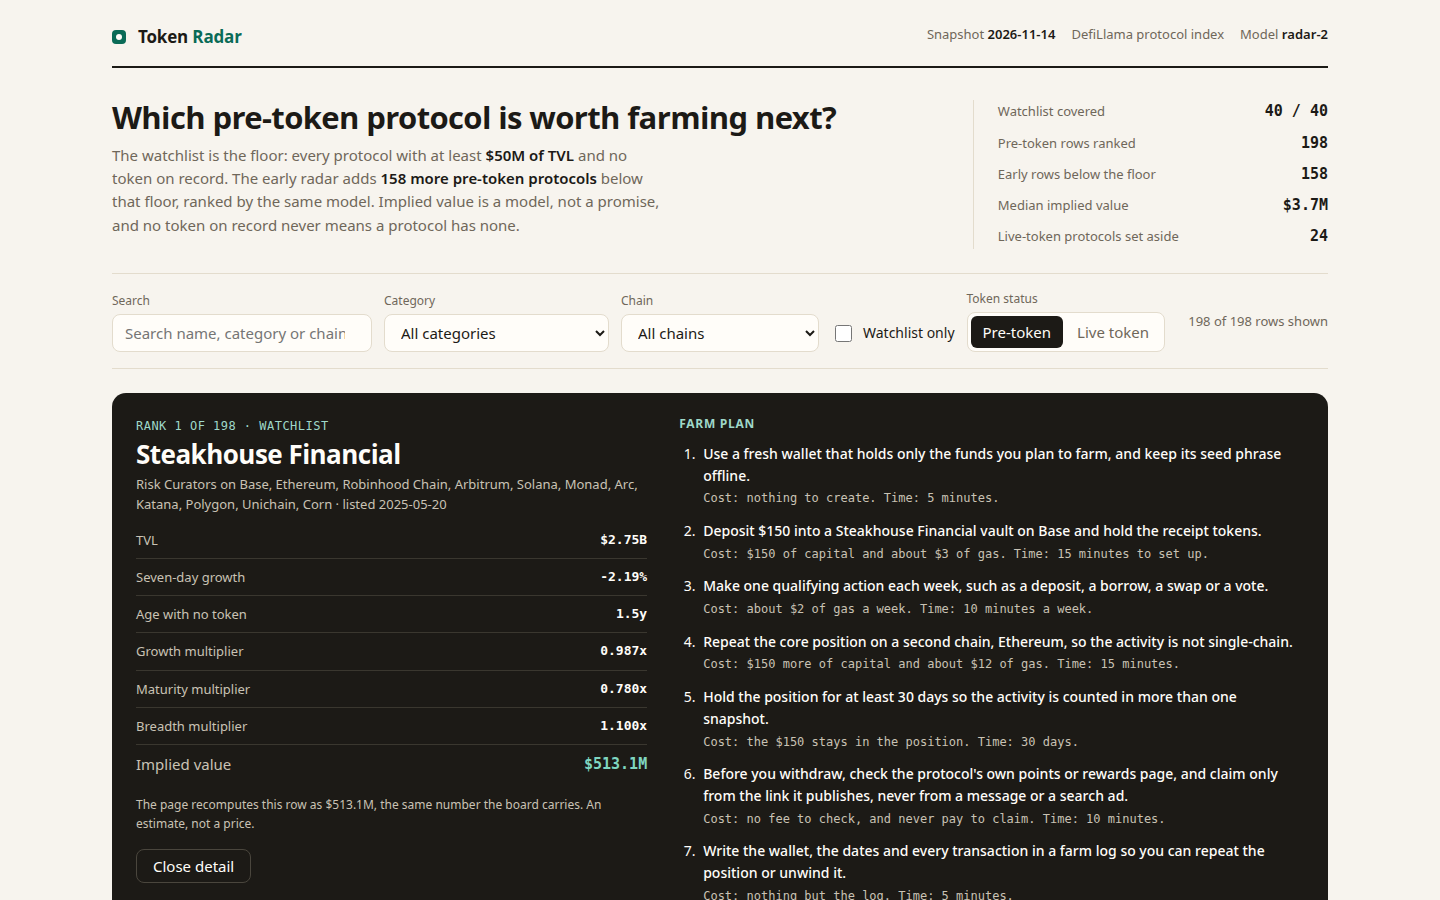 Token Radar
Snapshot 2026-11-14 DefiLlama protocol index Model radar-2
Which pre-token protocol is worth farming next?
The watchlist is the floor: every protocol with at least $50M of TVL and no
token on record. The early radar adds 158 more pre-token protocols below
that floor, ranked by the same model. Implied value is a model, not a promise,
and no token on record never means a protocol has none.
Watchlist covered 40 / 40
Pre-token rows ranked 198
Early rows below the floor 158
Median implied value $3.7M
Live-token protocols set aside 24
Search
Search name, category or chain
Category
All categories
Chain
All chains
Watchlist only
Token status
Pre-token Live token
198 of 198 rows shown
RANK 1 OF 198 · WATCHLIST
Steakhouse Financial
Risk Curators on Base, Ethereum, Robinhood Chain, Arbitrum, Solana, Monad, Arc,
Katana, Polygon, Unichain, Corn · listed 2025-05-20
TVL $2.75B
Seven-day growth -2.19%
Age with no token 1.5y
Growth multiplier 0.987x
Maturity multiplier 0.780x
Breadth multiplier 1.100x
Implied value $513.1M
The page recomputes this row as $513.1M, the same number the board carries. An
estimate, not a price.
Close detail
FARM PLAN
1. Use a fresh wallet that holds only the funds you plan to farm, and keep its seed phrase
offline.
Cost: nothing to create. Time: 5 minutes.
2. Deposit $150 into a Steakhouse Financial vault on Base and hold the receipt tokens.
Cost: $150 of capital and about $3 of gas. Time: 15 minutes to set up.
3. Make one qualifying action each week, such as a deposit, a borrow, a swap or a vote.
Cost: about $2 of gas a week. Time: 10 minutes a week.
4. Repeat the core position on a second chain, Ethereum, so the activity is not single-chain.
Cost: $150 more of capital and about $12 of gas. Time: 15 minutes.
5. Hold the position for at least 30 days so the activity is counted in more than one
snapshot.
Cost: the $150 stays in the position. Time: 30 days.
6. Before you withdraw, check the protocol's own points or rewards page, and claim only
from the link it publishes, never from a message or a search ad.
Cost: no fee to check, and never pay to claim. Time: 10 minutes.
7. Write the wallet, the dates and every transaction in a farm log so you can repeat the
position or unwind it.
Cost: nothing but the log. Time: 5 minutes.